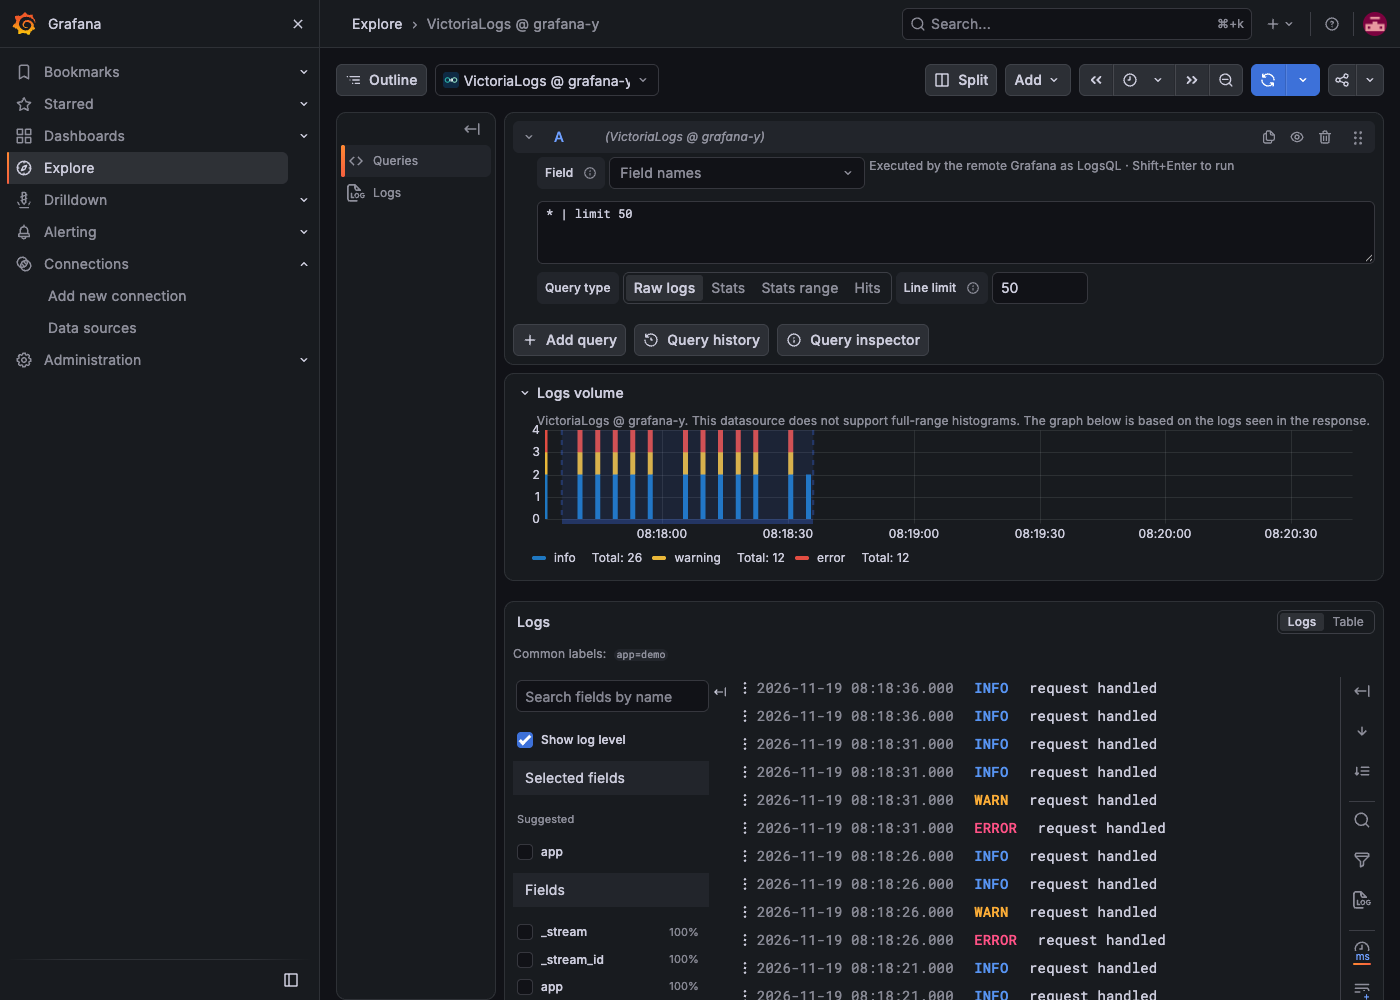 Grafana
Explore › VictoriaLogs @ grafana-y
Search...
⌘+k
Bookmarks
Starred
Dashboards
Explore
Drilldown
Alerting
Connections
Add new connection
Data sources
Administration
Outline
VictoriaLogs @ grafana-y
Split
Add
Queries
Logs
A
(VictoriaLogs @ grafana-y)
Field
Field names
Executed by the remote Grafana as LogsQL · Shift+Enter to run
* | limit 50
Query type
Raw logs
Stats
Stats range
Hits
Line limit
50
Add query
Query history
Query inspector
Logs volume
VictoriaLogs @ grafana-y. This datasource does not support full-range histograms. The graph below is based on the logs seen in the response.
4
3
2
1
0
08:18:00
08:18:30
08:19:00
08:19:30
08:20:00
08:20:30
info Total: 26
warning Total: 12
error Total: 12
Logs
Logs
Table
Common labels: app=demo
Search fields by name
Show log level
Selected fields
Suggested
app
Fields
_stream 100%
_stream_id 100%
app 100%
2026-11-19 08:18:36.000 INFO request handled
2026-11-19 08:18:36.000 INFO request handled
2026-11-19 08:18:31.000 INFO request handled
2026-11-19 08:18:31.000 INFO request handled
2026-11-19 08:18:31.000 WARN request handled
2026-11-19 08:18:31.000 ERROR request handled
2026-11-19 08:18:26.000 INFO request handled
2026-11-19 08:18:26.000 INFO request handled
2026-11-19 08:18:26.000 WARN request handled
2026-11-19 08:18:26.000 ERROR request handled
2026-11-19 08:18:21.000 INFO request handled
2026-11-19 08:18:21.000 INFO request handled
LOG
ms